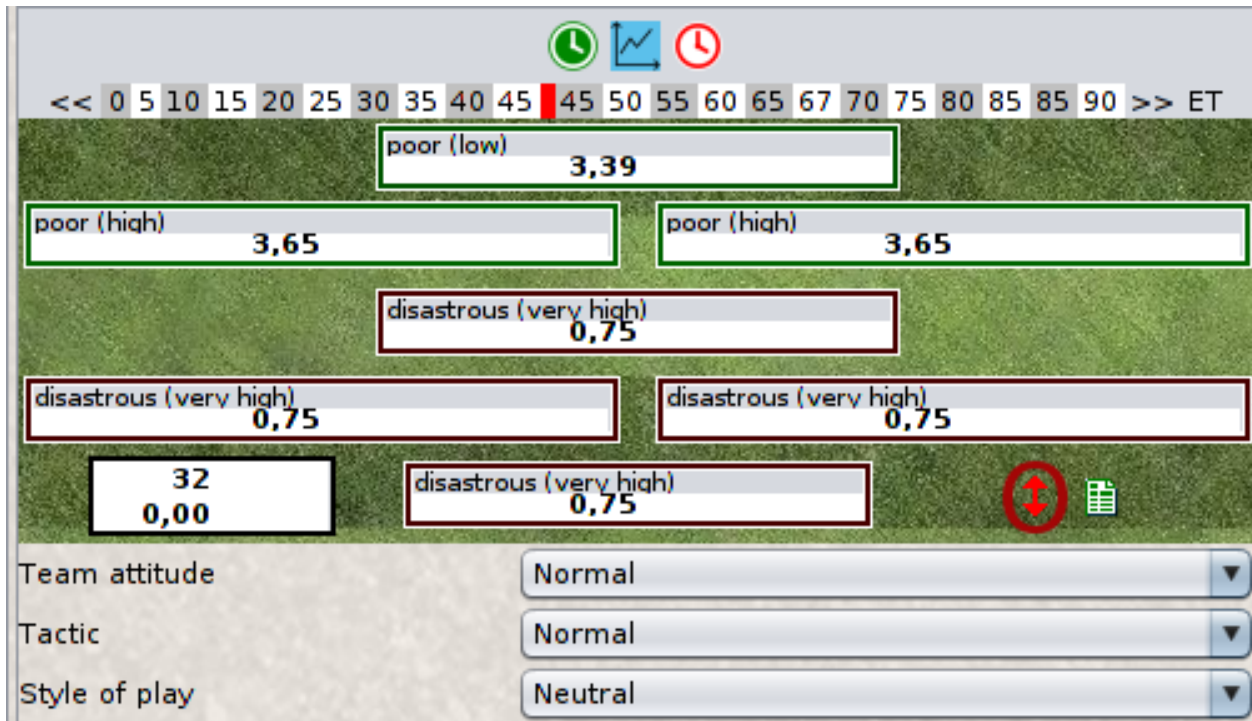 << 0 5 10 15 20 25 30 35 40 45 45 50 55 60 65 67 70 75 80 85 85 90 >> ET
poor (low)
3,39
poor (high) poor (high)
3,65 3,65
disastrous (very high)
0,75
disastrous (very high) disastrous (very high)
0,75 0,75
32 disastrous (very high)
0,00 0,75
Team attitude Normal
Tactic Normal
Style of play Neutral